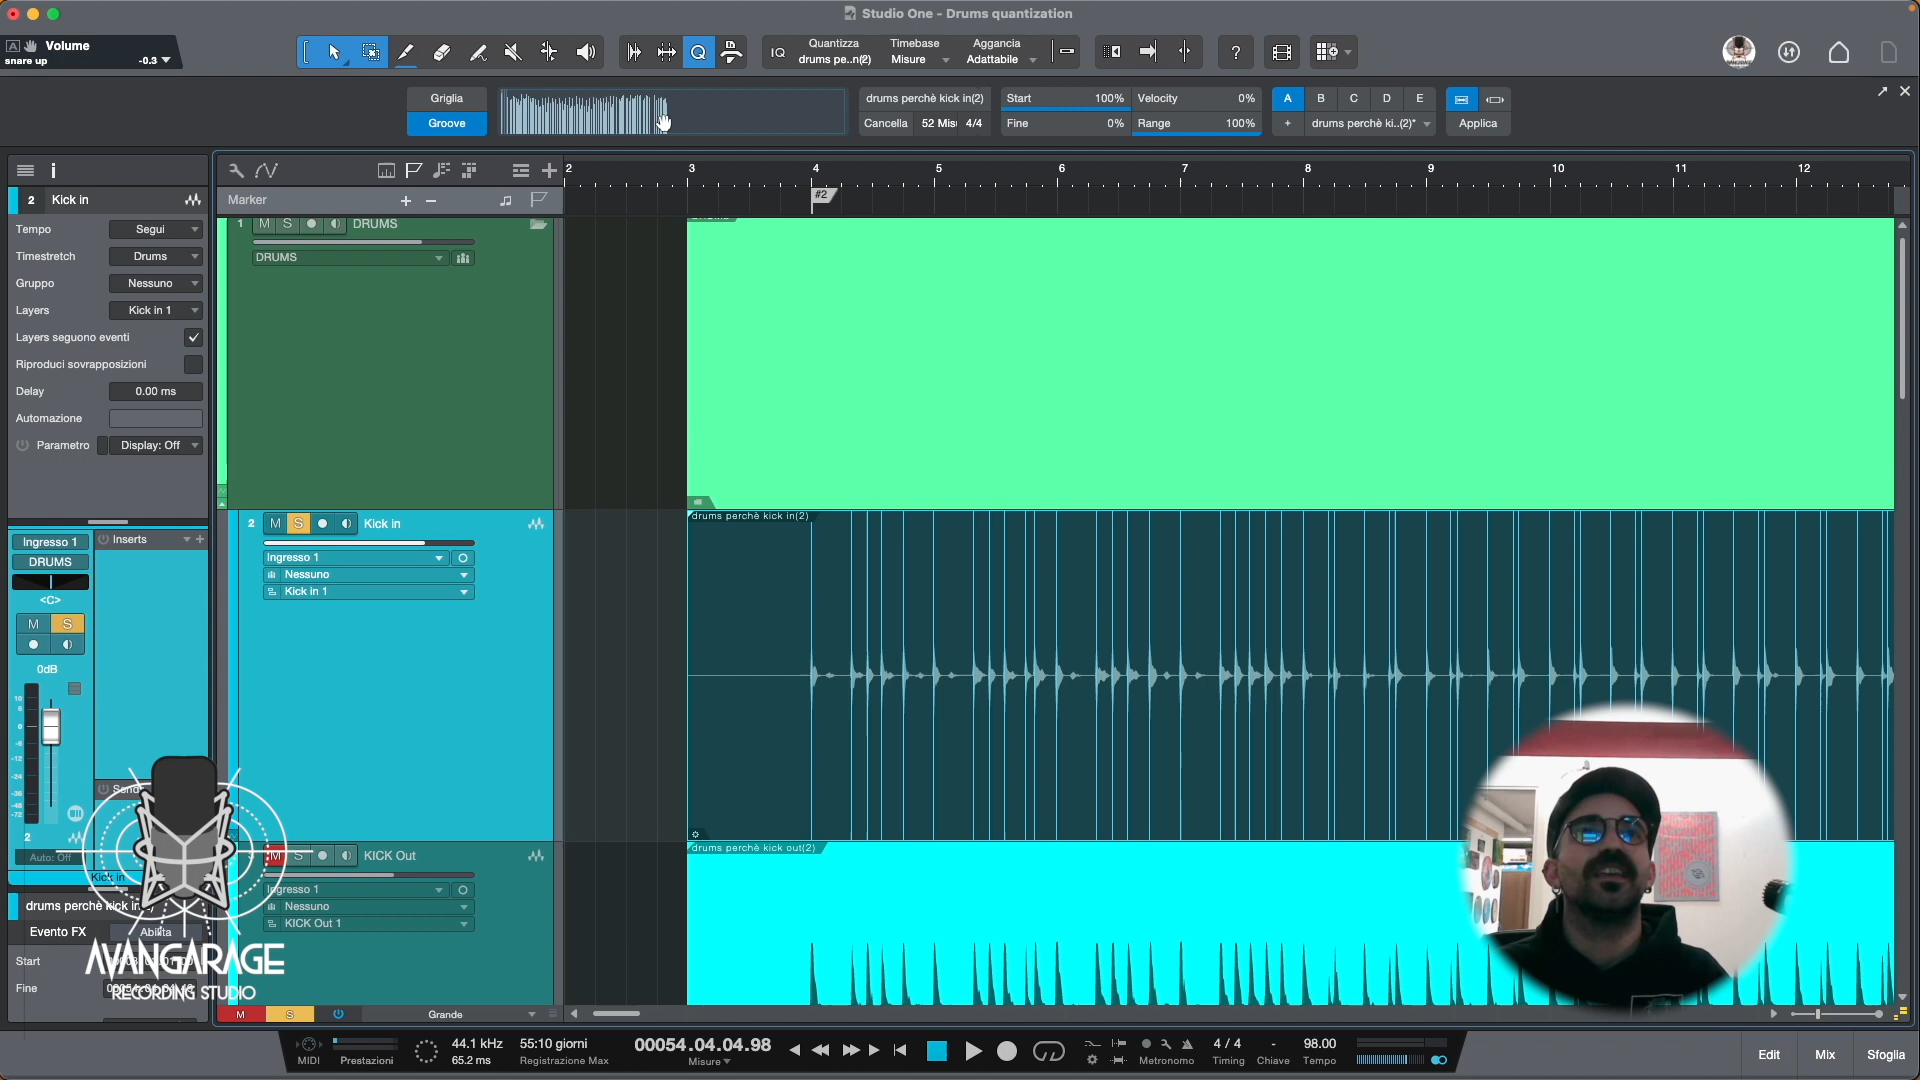 Studio One - Drums quantization
Volume
snare up
-0.3
IQ
Quantizza
drums pe..n(2)
Timebase
Misure
Aggancia
Adattabile
Griglia
Groove
drums perchè kick in(2)
Cancella
52 Mis
4/4
Start
100%
Fine
0%
Velocity
0%
Range
100%
A
B
C
D
E
+
drums perchè ki..(2)*
Applica
2
3
4
5
6
7
8
9
10
11
12
#2
Marker
2
Kick in
Tempo
Segui
Timestretch
Drums
Gruppo
Nessuno
Layers
Kick in 1
Layers seguono eventi
Riproduci sovrapposizioni
Delay
0.00 ms
Automazione
Parametro
Display: Off
1
M
S
DRUMS
DRUMS
2
M
S
Kick in
Ingresso 1
Nessuno
Kick in 1
M
S
KICK Out
Ingresso 1
Nessuno
KICK Out 1
drums perchè kick in(2)
drums perchè kick out(2)
Ingresso 1
Inserts
DRUMS
<C>
M
S
0dB
2
Auto: Off
Kick in
drums perchè kick in
Evento FX
Abilita
Start
Fine
AVANGARAGE
RECORDING STUDIO
M
S
Grande
MIDI
Prestazioni
44.1 kHz
65.2 ms
55:10 giorni
Registrazione Max
00054.04.04.98
Misure
Metronomo
4 / 4
Timing
-
Chiave
98.00
Tempo
Edit
Mix
Sfoglia